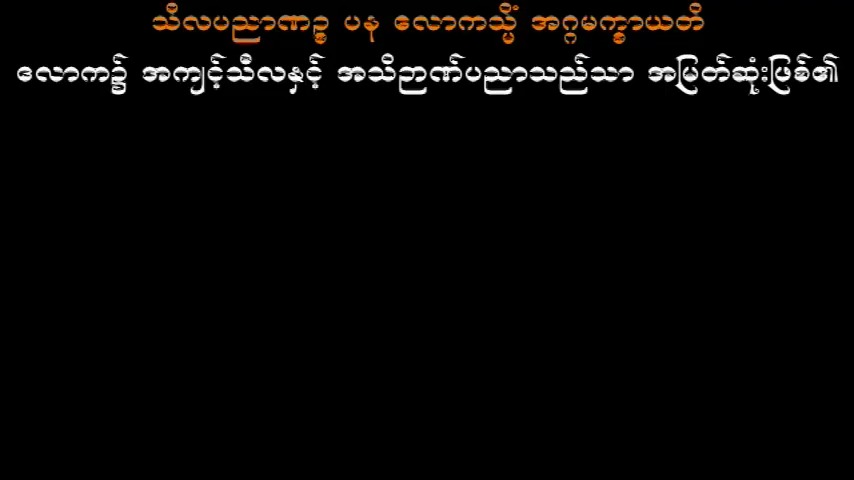 သီလပညာဏဉ္စ ပန လောကသ္မိံ အဂ္ဂမက္ခာယတိ
လောက၌ အကျင့်သီလနှင့် အသိဉာဏ်ပညာသည်သာ အမြတ်ဆုံးဖြစ်၏